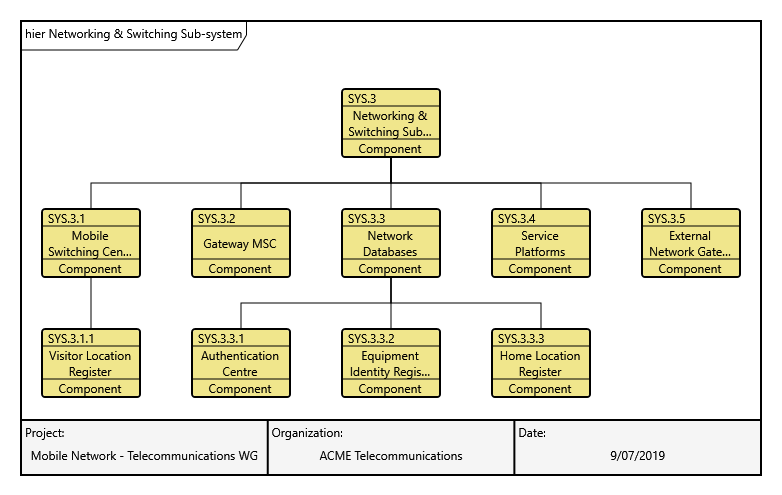 hier Networking & Switching Sub-system
SYS.3
Networking &
Switching Sub...
Component
SYS.3.1
Mobile
Switching Cen...
Component
SYS.3.2
Gateway MSC
Component
SYS.3.3
Network
Databases
Component
SYS.3.4
Service
Platforms
Component
SYS.3.5
External
Network Gate...
Component
SYS.3.1.1
Visitor Location
Register
Component
SYS.3.3.1
Authentication
Centre
Component
SYS.3.3.2
Equipment
Identity Regis...
Component
SYS.3.3.3
Home Location
Register
Component
Project:
Mobile Network - Telecommunications WG
Organization:
ACME Telecommunications
Date:
9/07/2019